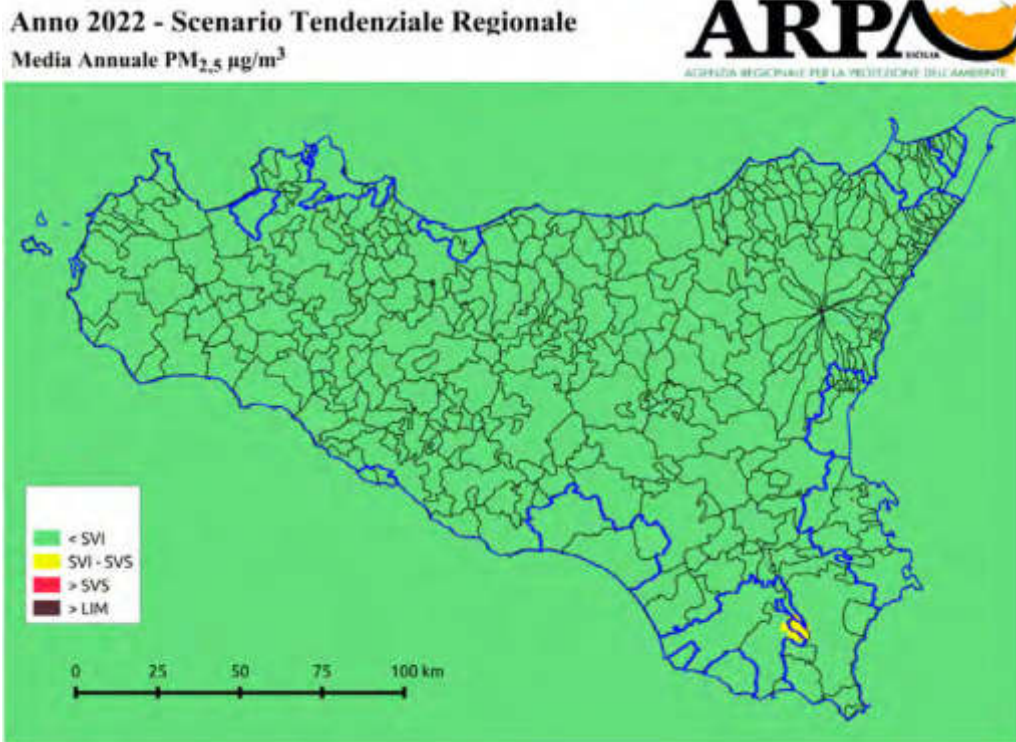 Anno 2022 - Scenario Tendenziale Regionale
Media Annuale PM2,5 µg/m³
ARPA
SICILIA
AGENZIA REGIONALE PER LA PROTEZIONE DELL'AMBIENTE
< SVI
SVI - SVS
> SVS
> LIM
0 25 50 75 100 km